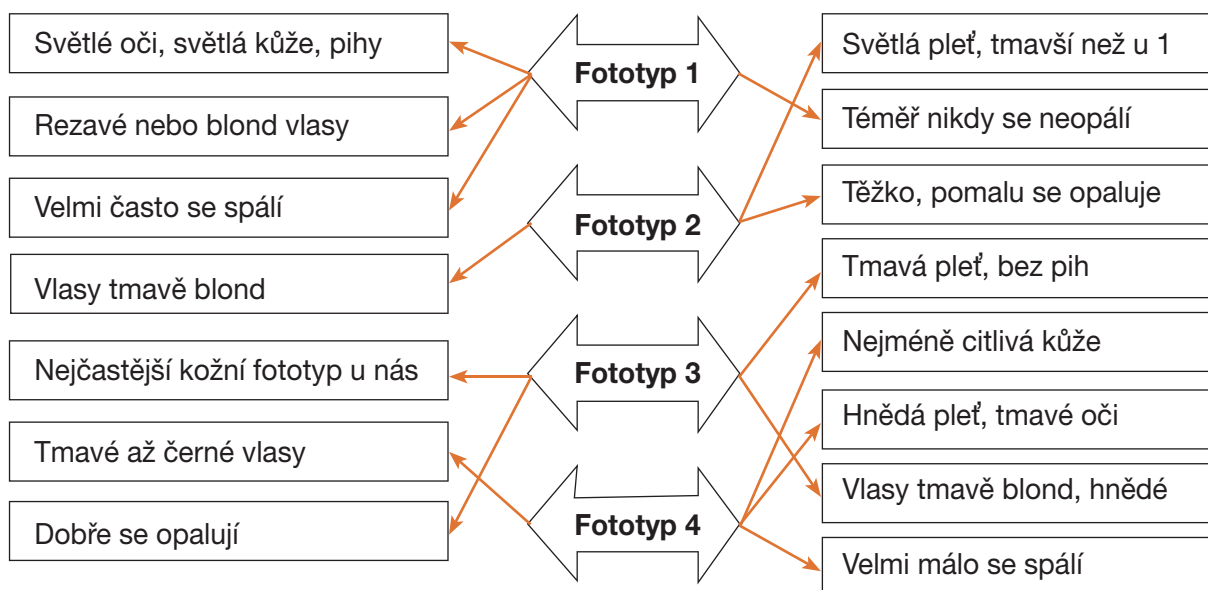 Světlé oči, světlá kůže, pihy
Rezavé nebo blond vlasy
Velmi často se spálí
Vlasy tmavě blond
Nejčastější kožní fototyp u nás
Tmavé až černé vlasy
Dobře se opalují
Fototyp 1
Fototyp 2
Fototyp 3
Fototyp 4
Světlá pleť, tmavší než u 1
Téměř nikdy se neopálí
Těžko, pomalu se opaluje
Tmavá pleť, bez pih
Nejméně citlivá kůže
Hnědá pleť, tmavé oči
Vlasy tmavě blond, hnědé
Velmi málo se spálí